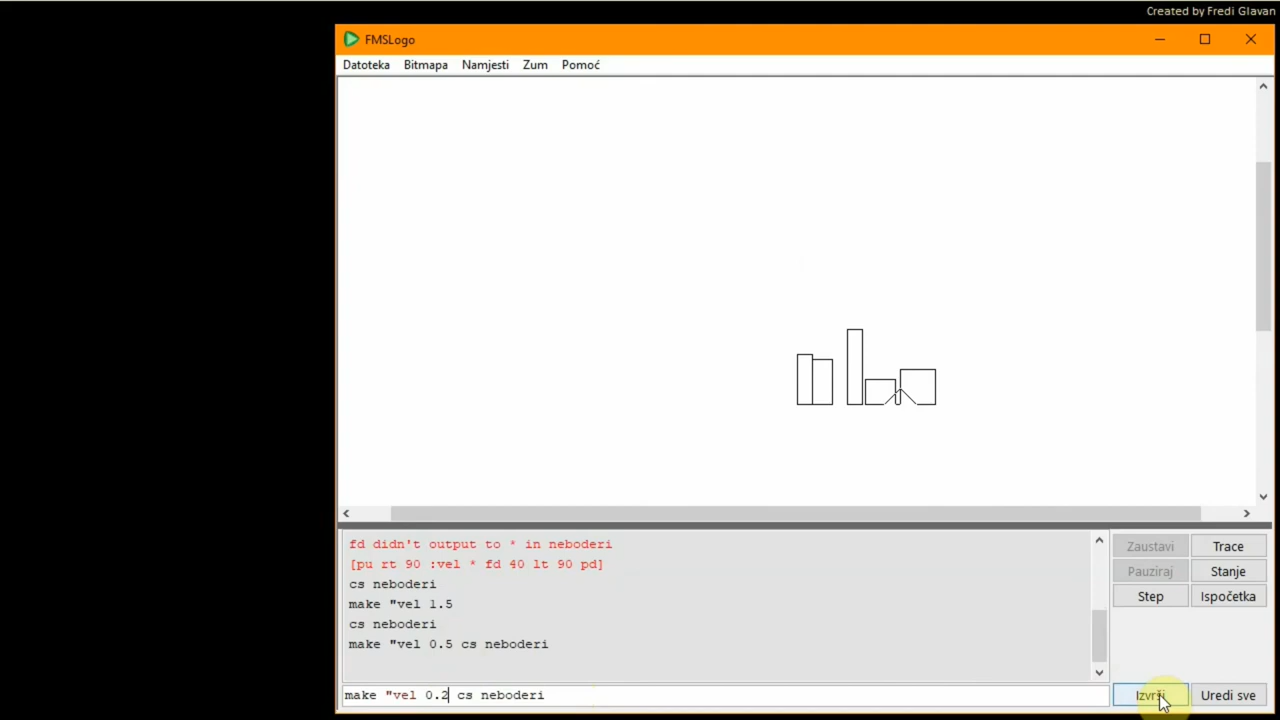 Created by Fredi Glavan
FMSLogo
Datoteka Bitmapa Namjesti Zum Pomoć
fd didn't output to * in neboderi
[pu rt 90 :vel * fd 40 lt 90 pd]
cs neboderi
make "vel 1.5
cs neboderi
make "vel 0.5 cs neboderi
make "vel 0.2 cs neboderi
Zaustavi Trace
Pauziraj Stanje
Step Ispočetka
Izvrši Uredi sve